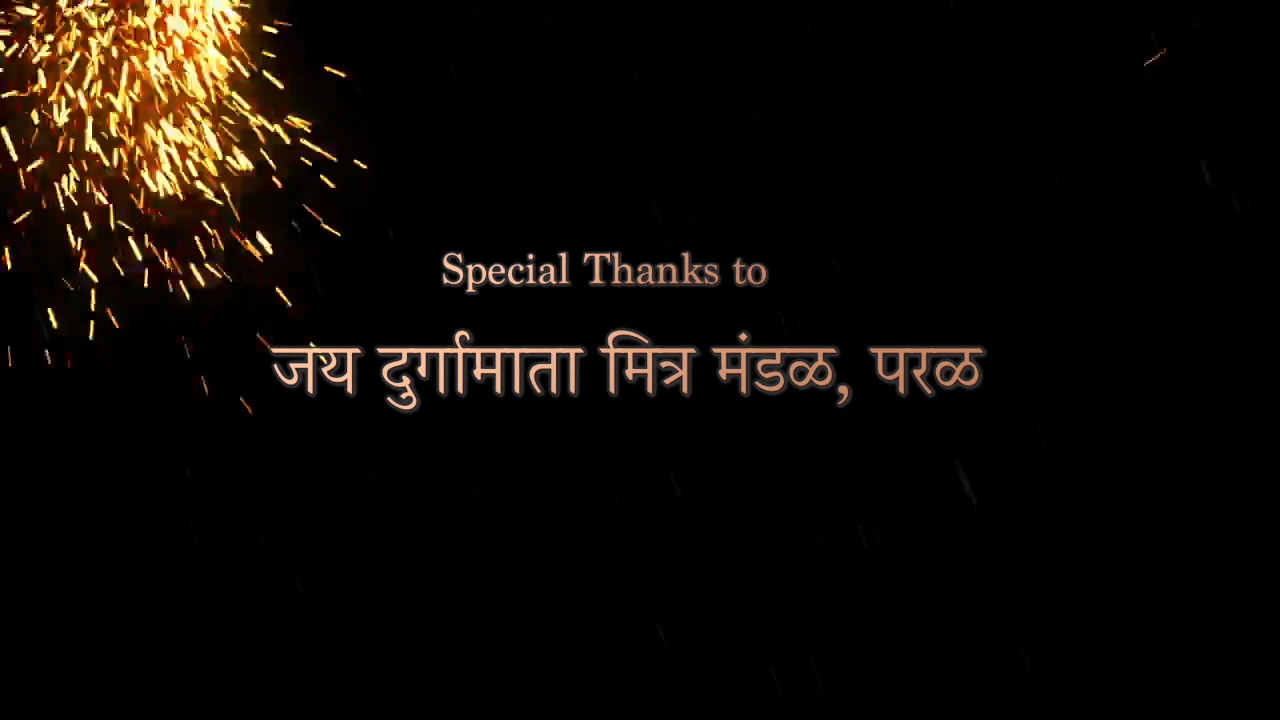 Special Thanks to
जय दुर्गामाता मित्र मंडळ, परळ